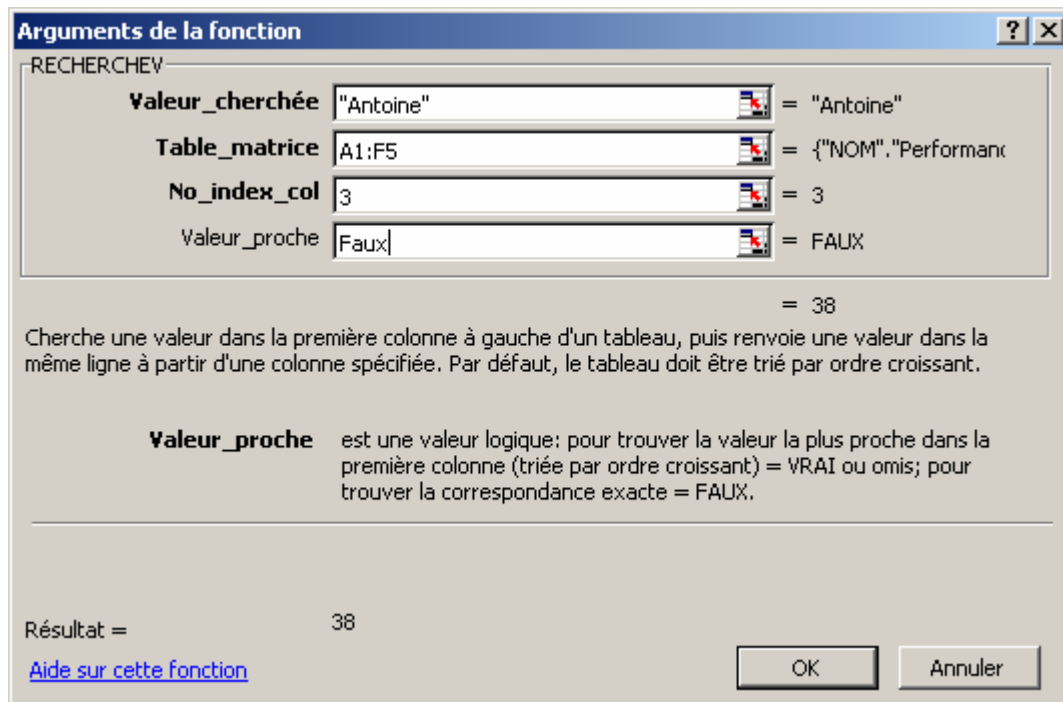 Arguments de la fonction
RECHERCHEV
Valeur_cherchée "Antoine" = "Antoine"
Table_matrice A1:F5 = {"NOM"."Performanc
No_index_col 3 = 3
Valeur_proche Faux = FAUX
= 38
Cherche une valeur dans la première colonne à gauche d'un tableau, puis renvoie une valeur dans la
même ligne à partir d'une colonne spécifiée. Par défaut, le tableau doit être trié par ordre croissant.
Valeur_proche est une valeur logique: pour trouver la valeur la plus proche dans la
première colonne (triée par ordre croissant) = VRAI ou omis; pour
trouver la correspondance exacte = FAUX.
Résultat = 38
Aide sur cette fonction OK Annuler